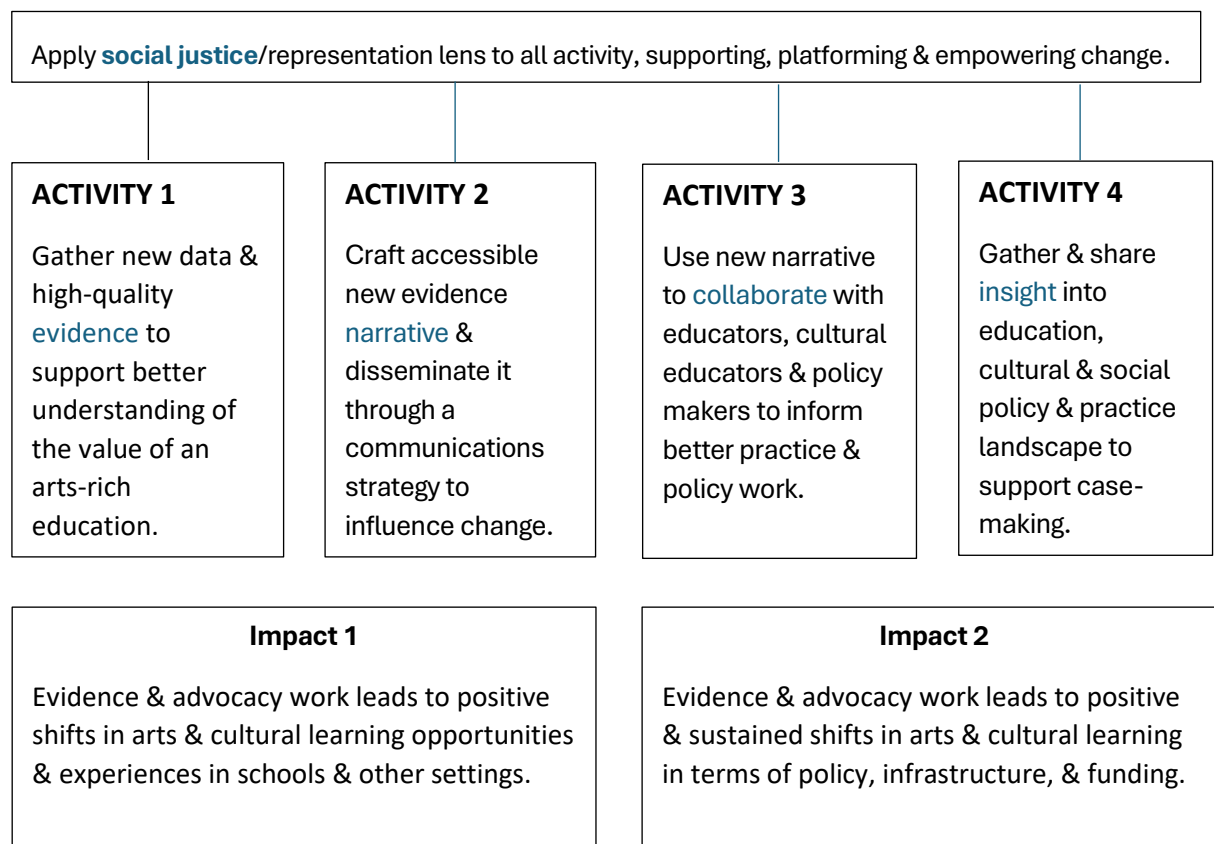 Apply social justice/representation lens to all activity, supporting, platforming & empowering change.
ACTIVITY 1
Gather new data &
high-quality
evidence to
support better
understanding of
the value of an
arts-rich
education.
ACTIVITY 2
Craft accessible
new evidence
narrative &
disseminate it
through a
communications
strategy to
influence change.
ACTIVITY 3
Use new narrative
to collaborate with
educators, cultural
educators & policy
makers to inform
better practice &
policy work.
ACTIVITY 4
Gather & share
insight into
education,
cultural & social
policy & practice
landscape to
support case-
making.
Impact 1
Evidence & advocacy work leads to positive
shifts in arts & cultural learning opportunities
& experiences in schools & other settings.
Impact 2
Evidence & advocacy work leads to positive
& sustained shifts in arts & cultural learning
in terms of policy, infrastructure, & funding.